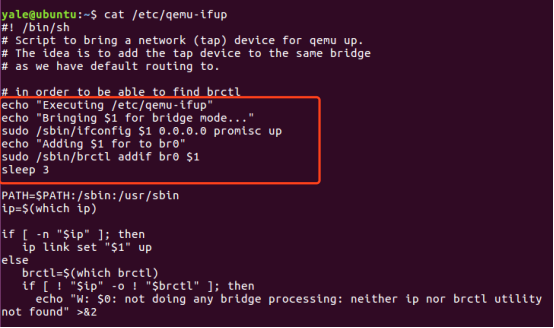 yale@ubuntu:~$ cat /etc/qemu-ifup
#! /bin/sh
# Script to bring a network (tap) device for qemu up.
# The idea is to add the tap device to the same bridge
# as we have default routing to.

# in order to be able to find brctl
echo "Executing /etc/qemu-ifup"
echo "Bringing $1 for bridge mode..."
sudo /sbin/ifconfig $1 0.0.0.0 promisc up
echo "Adding $1 for to br0"
sudo /sbin/brctl addif br0 $1
sleep 3

PATH=$PATH:/sbin:/usr/sbin
ip=$(which ip)

if [ -n "$ip" ]; then
   ip link set "$1" up
else
   brctl=$(which brctl)
   if [ ! "$ip" -o ! "$brctl" ]; then
     echo "W: $0: not doing any bridge processing: neither ip nor brctl utility
not found" >&2